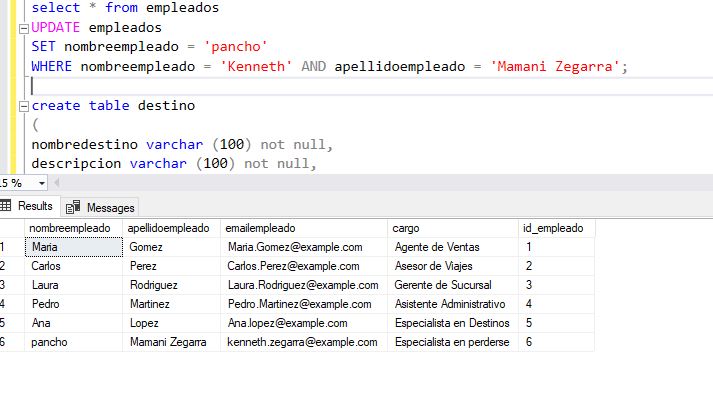 select * from empleados
UPDATE empleados
SET nombreempleado = 'pancho'
WHERE nombreempleado = 'Kenneth' AND apellidoempleado = 'Mamani Zegarra';
create table destino
(
nombredestino varchar (100) not null,
descripcion varchar (100) not null,
5 %
Results Messages
nombreempleado apellidoempleado emailempleado cargo id_empleado
1 Maria Gomez Maria.Gomez@example.com Agente de Ventas 1
2 Carlos Perez Carlos.Perez@example.com Asesor de Viajes 2
3 Laura Rodriguez Laura.Rodriguez@example.com Gerente de Sucursal 3
4 Pedro Martinez Pedro.Martinez@example.com Asistente Administrativo 4
5 Ana Lopez Ana.lopez@example.com Especialista en Destinos 5
6 pancho Mamani Zegarra kenneth.zegarra@example.com Especialista en perderse 6